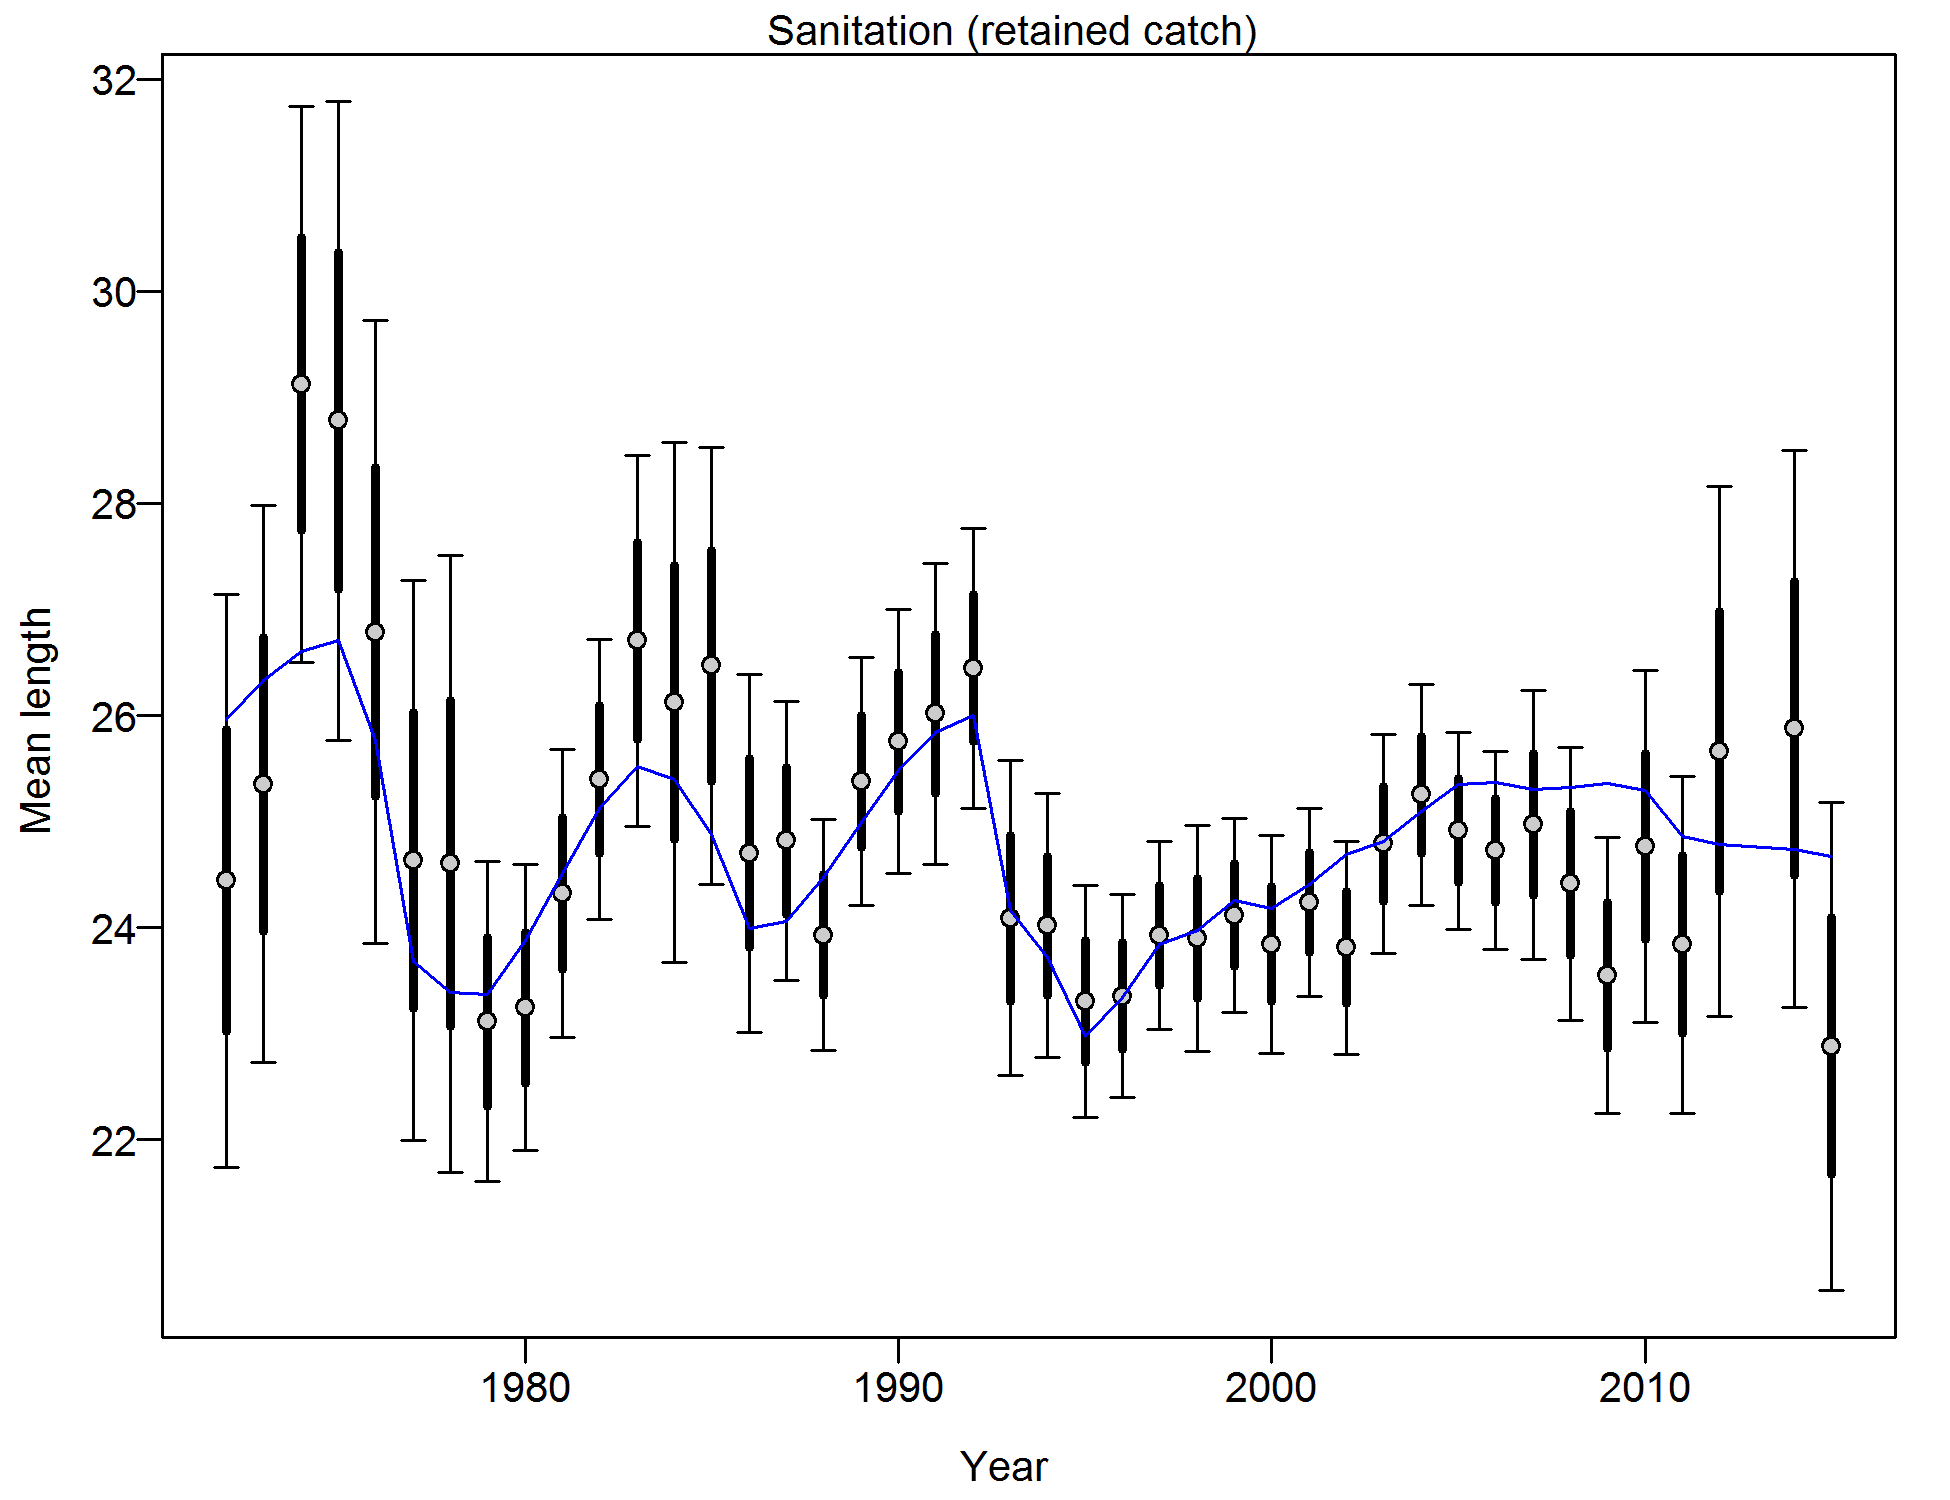 Sanitation (retained catch)
32
30
28
26
24
22
Mean length
1980 1990 2000 2010
Year